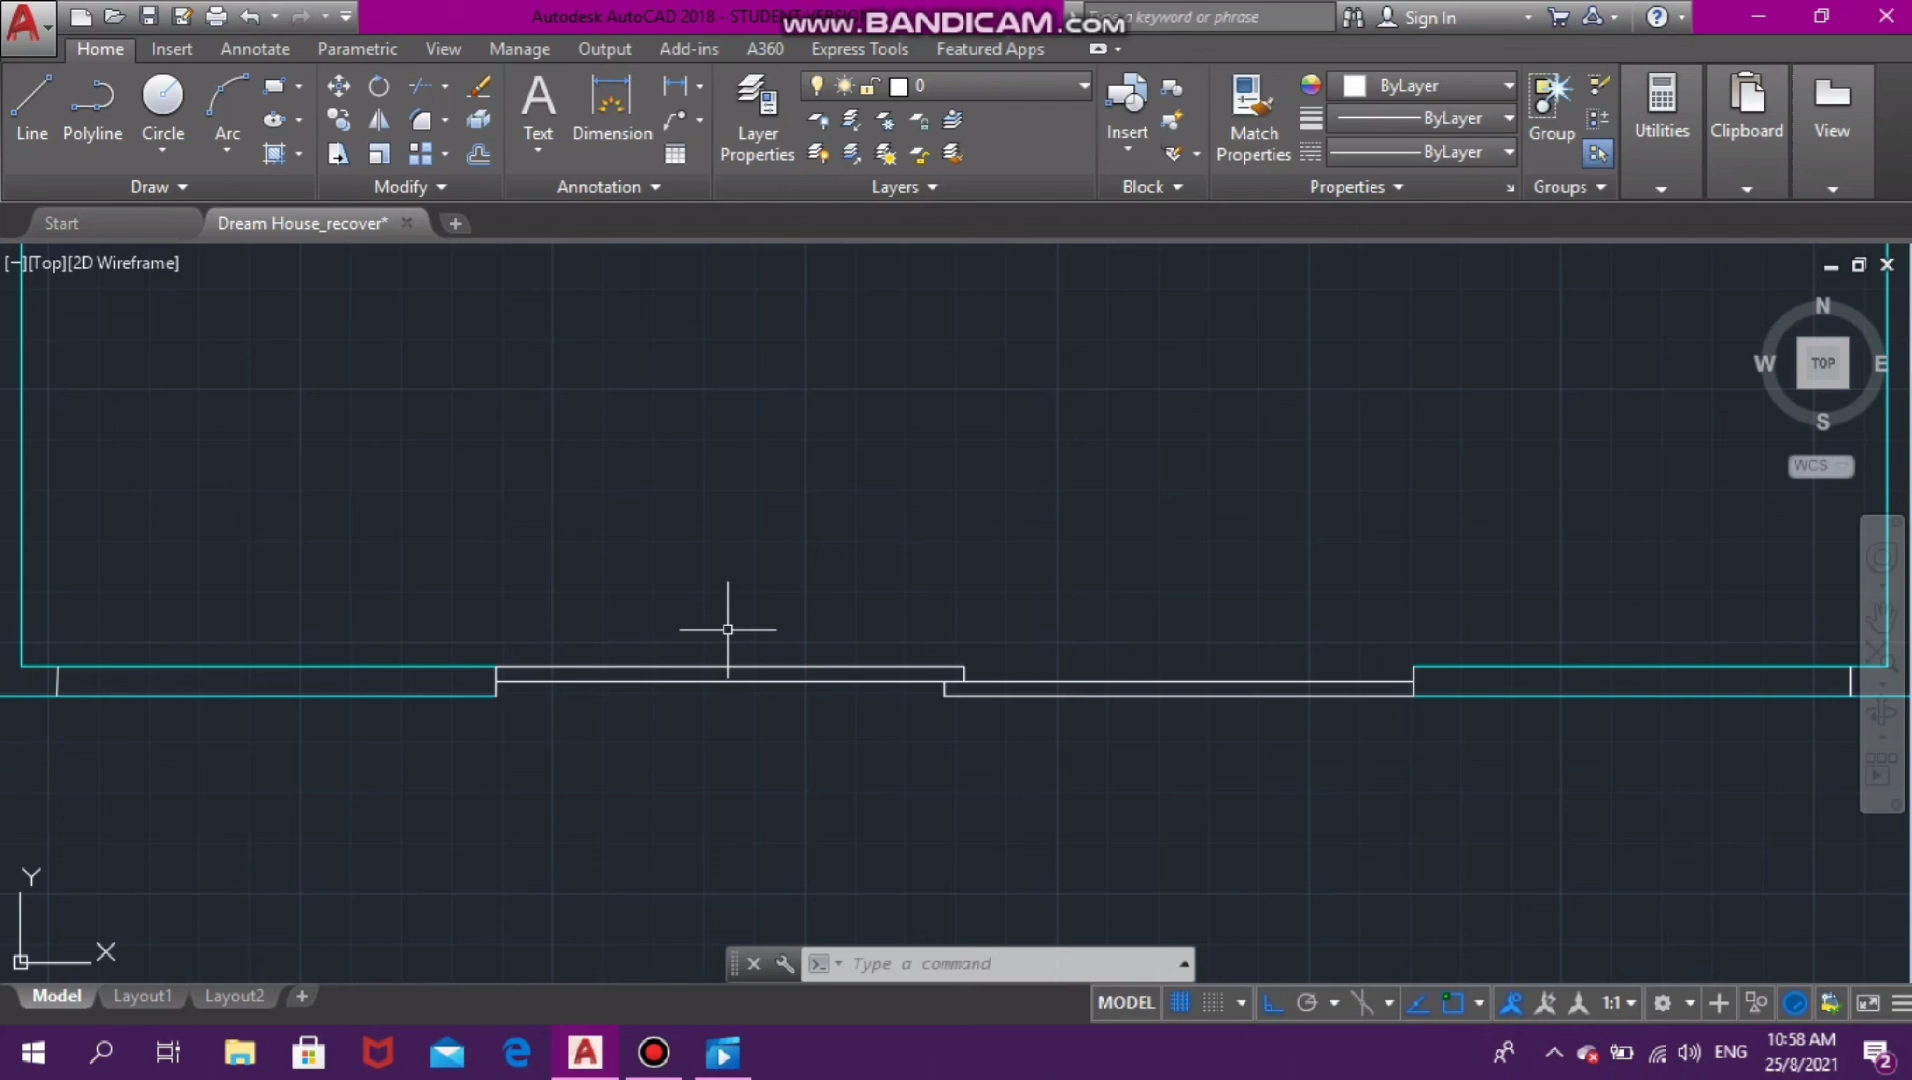 Autodesk AutoCAD 2018 - STUDENT VERSIO
www.BANDICAM.com
a keyword or phrase
Sign In
Home Insert Annotate Parametric View Manage Output Add-ins A360 Express Tools Featured Apps
Line Polyline Circle Arc
Text Dimension
Layer Properties
0
Insert
Match Properties
ByLayer
ByLayer
ByLayer
Group
Utilities
Clipboard
View
Draw Modify Annotation Layers Block Properties Groups
Start Dream House_recover*
[−][Top][2D Wireframe]
N
W TOP E
S
WCS
Y
X
Type a command
Model Layout1 Layout2
MODEL 1:1
ENG
10:58 AM
25/8/2021
2